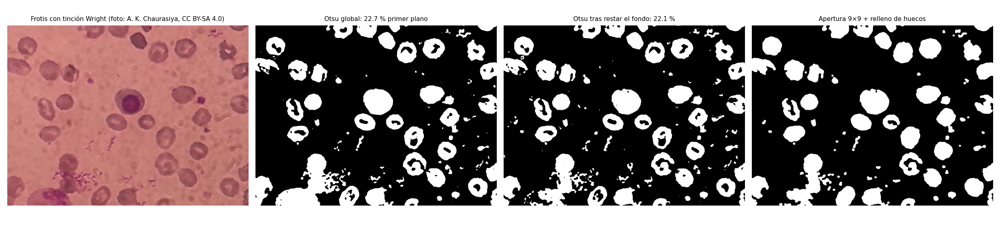 Frotis con tinción Wright (foto: A. K. Chaurasiya, CC BY-SA 4.0)
Otsu global: 22.7 % primer plano
Otsu tras restar el fondo: 22.1 %
Apertura 9×9 + relleno de huecos